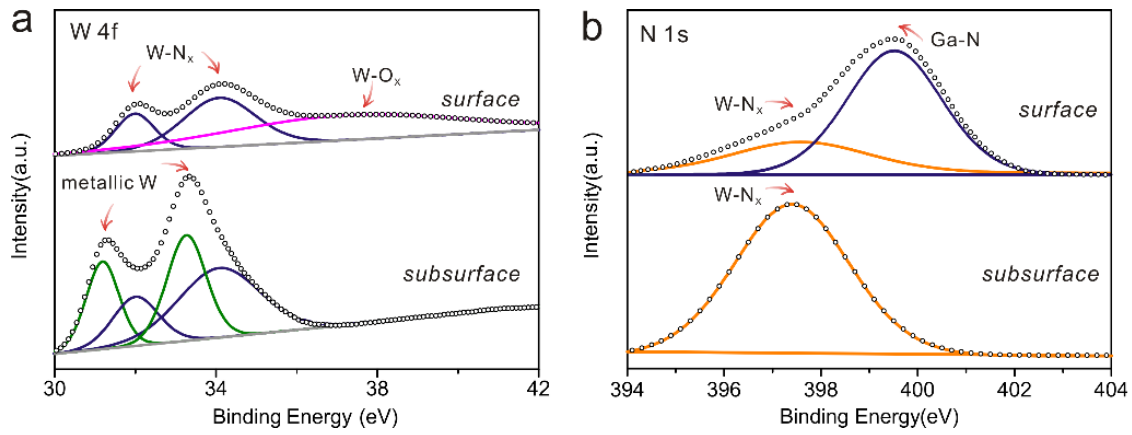 a
W 4f
W-Nx
W-Ox
surface
metallic W
subsurface
Intensity(a.u.)
30 34 38 42
Binding Energy (eV)
b
N 1s
Ga-N
W-Nx
surface
W-Nx
subsurface
Intensity(a.u.)
394 396 398 400 402 404
Binding Energy(eV)